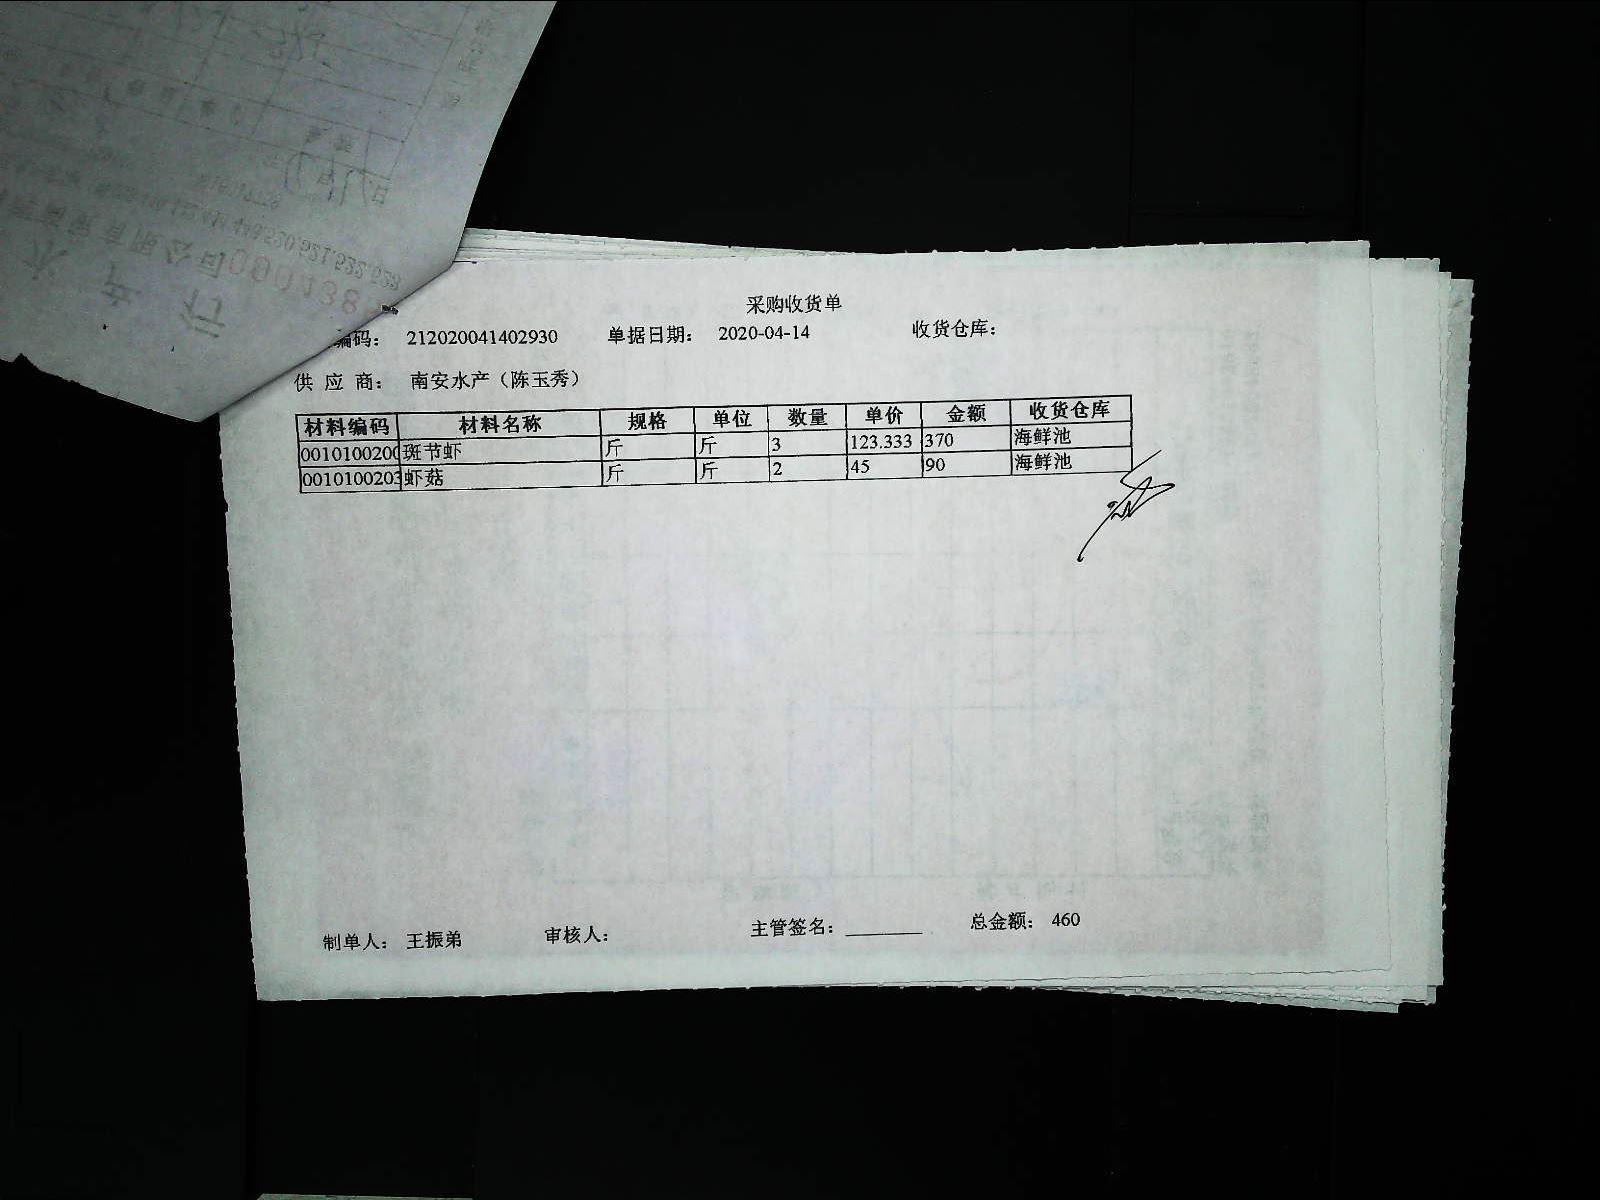 采购收货单
编码： 212020041402930 单据日期： 2020-04-14 收货仓库：
供 应 商： 南安水产（陈玉秀）
材料编码 材料名称 规格 单位 数量 单价 金额 收货仓库
0010100200 斑节虾 斤 斤 3 123.333 370 海鲜池
0010100203 虾菇 斤 斤 2 45 90 海鲜池
制单人： 王振弟 审核人： 主管签名： 总金额： 460